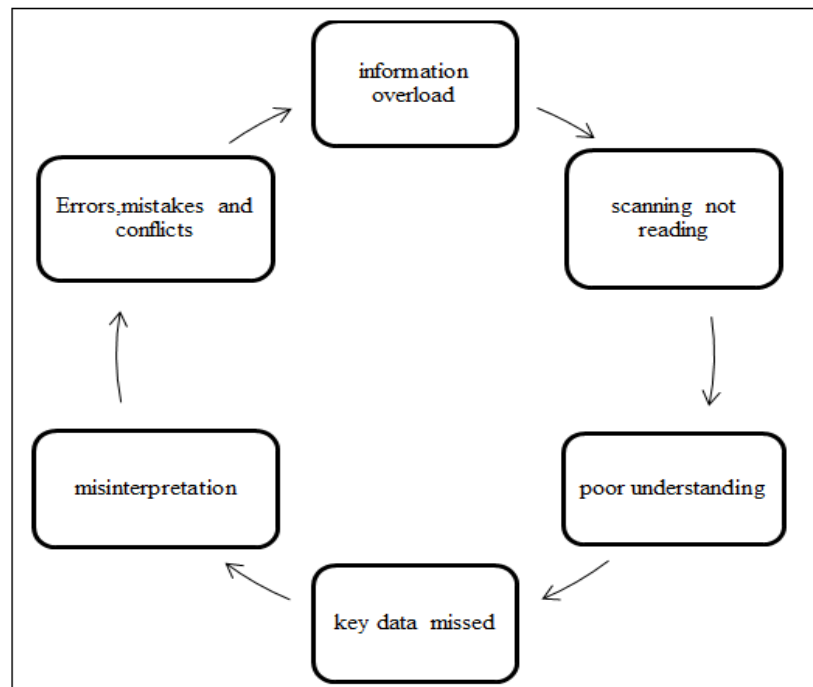 information
overload
scanning not
reading
poor understanding
key data missed
misinterpretation
Errors,mistakes and
conflicts